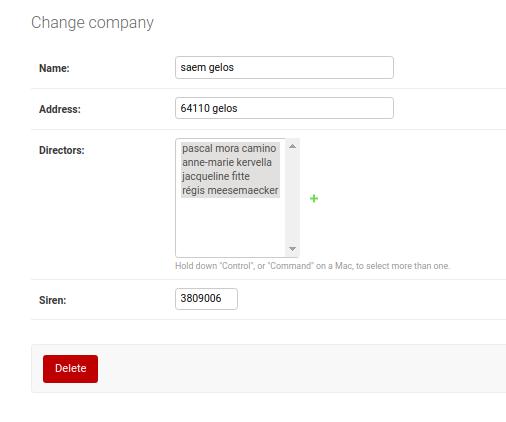 Change company
Name:
saem gelos
Address:
64110 gelos
Directors:
pascal mora camino
anne-marie kervella
jacqueline fitte
régis meesemaecker
Hold down "Control", or "Command" on a Mac, to select more than one.
Siren:
3809006
Delete